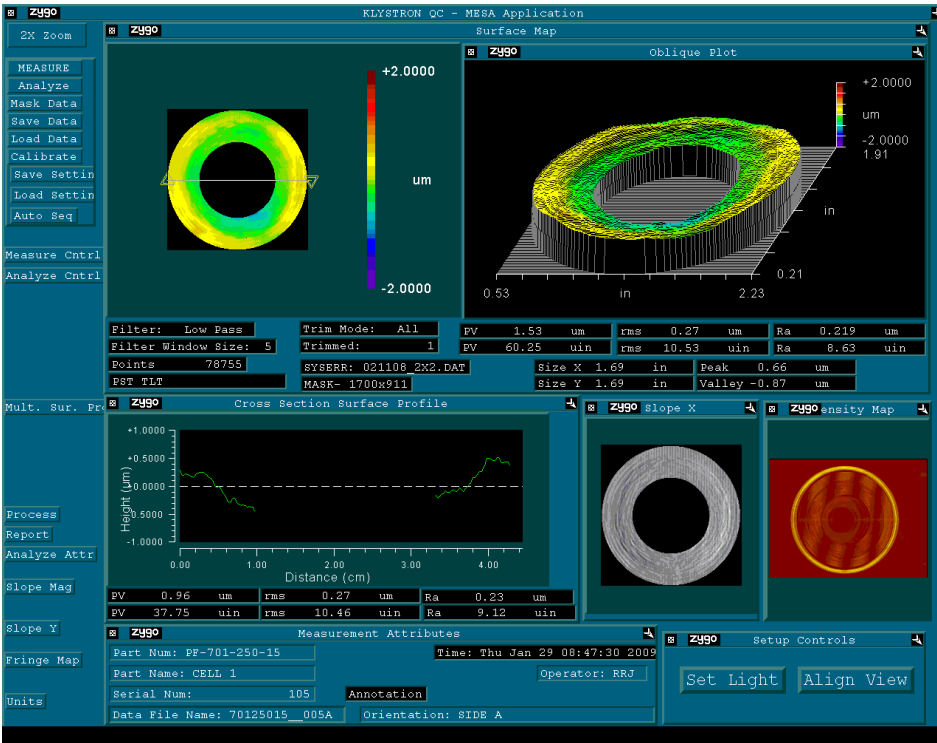 zygo KLYSTRON QC - MESA Application
2X Zoom
MEASURE
Analyze
Mask Data
Save Data
Load Data
Calibrate
Save Settin
Load Settin
Auto Seq
Measure Cntrl
Analyze Cntrl
Mult. Sur. Pr
Process
Report
Analyze Attr
Slope Mag
Slope Y
Fringe Map
Units
zygo Surface Map
+2.0000
um
-2.0000
zygo Oblique Plot
+2.0000
um
-2.0000
1.91
in
0.21
0.53 in 2.23
Filter: Low Pass
Filter Window Size: 5
Points 78755
PST TLT
Trim Mode: All
Trimmed: 1
SYSERR: 021108_2X2.DAT
MASK- 1700x911
PV 1.53 um rms 0.27 um Ra 0.219 um
PV 60.25 uin rms 10.53 uin Ra 8.63 uin
Size X 1.69 in Peak 0.66 um
Size Y 1.69 in Valley -0.87 um
zygo Cross Section Surface Profile
Height (um)
+1.0000
+0.5000
+0.0000
-0.5000
-1.0000
0.00 1.00 2.00 3.00 4.00
Distance (cm)
PV 0.96 um rms 0.27 um Ra 0.23 um
PV 37.75 uin rms 10.46 uin Ra 9.12 uin
zygo Slope X
zygo ensity Map
zygo Measurement Attributes
Part Num: PF-701-250-15
Time: Thu Jan 29 08:47:30 2009
Part Name: CELL 1
Operator: RRJ
Serial Num: 105
Annotation
Data File Name: 70125015__005A
Orientation: SIDE A
zygo Setup Controls
Set Light
Align View